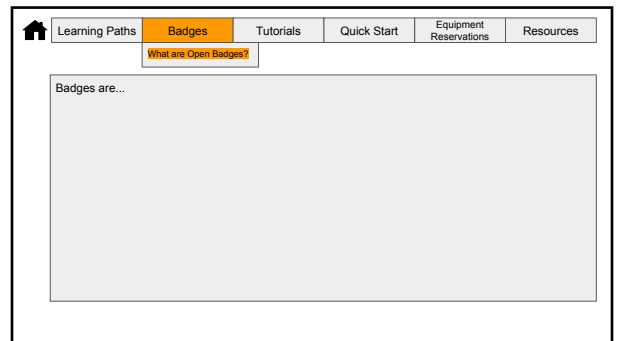 Learning Paths
Badges
Tutorials
Quick Start
Equipment
Reservations
Resources
What are Open Badges?
Badges are...